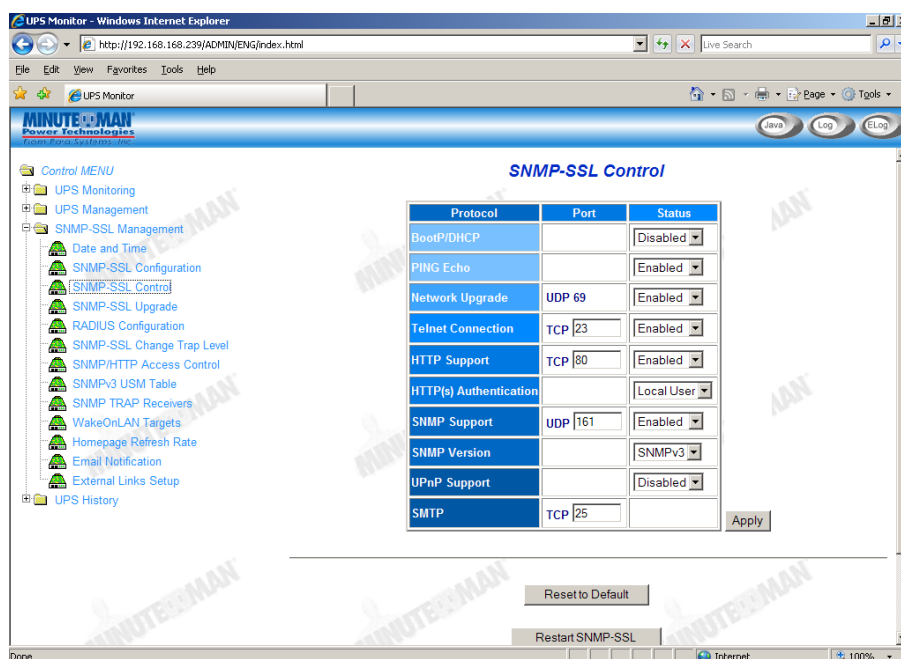 UPS Monitor - Windows Internet Explorer
http://192.168.168.239/ADMIN/ENG/index.html
Live Search
File Edit View Favorites Tools Help
UPS Monitor
Page Tools
MINUTEMAN
Power Technologies
From Para Systems, Inc.
Java Log ELog
Control MENU
UPS Monitoring
UPS Management
SNMP-SSL Management
Date and Time
SNMP-SSL Configuration
SNMP-SSL Control
SNMP-SSL Upgrade
RADIUS Configuration
SNMP-SSL Change Trap Level
SNMP/HTTP Access Control
SNMPv3 USM Table
SNMP TRAP Receivers
WakeOnLAN Targets
Homepage Refresh Rate
Email Notification
External Links Setup
UPS History
SNMP-SSL Control
Protocol Port Status
BootP/DHCP Disabled
PING Echo Enabled
Network Upgrade UDP 69 Enabled
Telnet Connection TCP 23 Enabled
HTTP Support TCP 80 Enabled
HTTP(s) Authentication Local User
SNMP Support UDP 161 Enabled
SNMP Version SNMPv3
UPnP Support Disabled
SMTP TCP 25
Apply
Reset to Default
Restart SNMP-SSL
Done Internet 100%